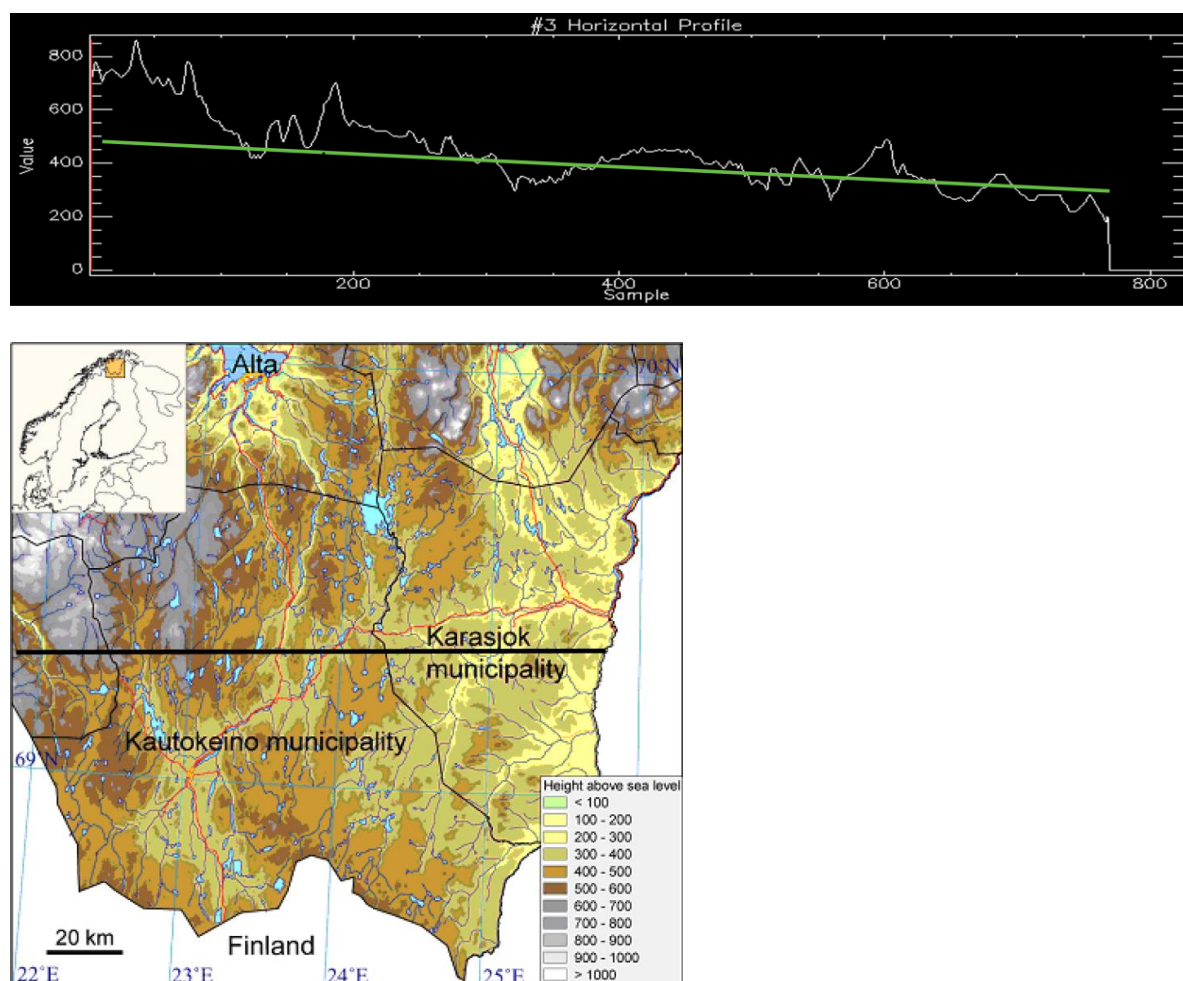 #3 Horizontal Profile
800
600
400
200
0
Value
200
400
600
800
Sample
Alta
70°N
Karasjok
municipality
Kautokeino municipality
69°N
Height above sea level
< 100
100 - 200
200 - 300
300 - 400
400 - 500
500 - 600
600 - 700
700 - 800
800 - 900
900 - 1000
> 1000
20 km
Finland
22°E
23°E
24°E
25°E